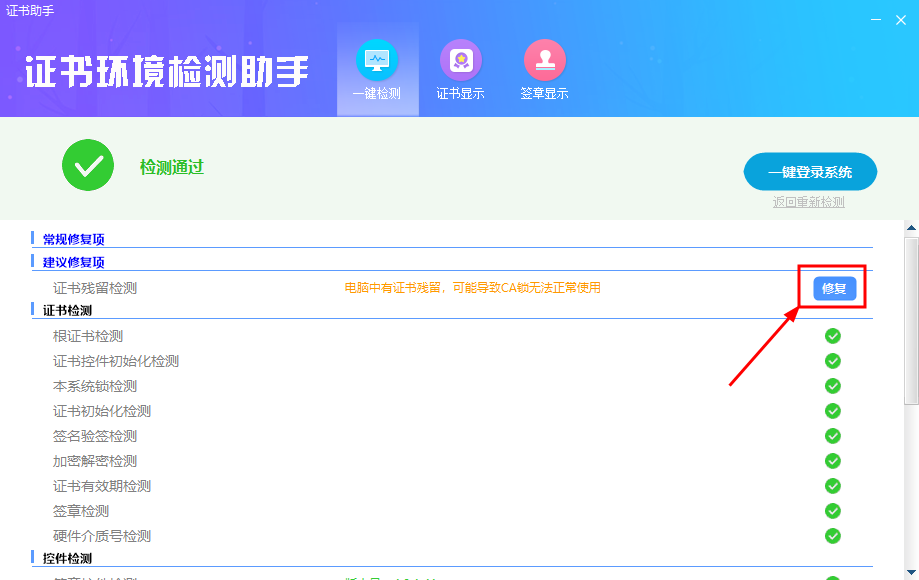 证书助手
证书环境检测助手
一键检测
证书显示
签章显示
检测通过
一键登录系统
返回重新检测
常规修复项
建议修复项
证书残留检测 电脑中有证书残留，可能导致CA锁无法正常使用 修复
证书检测
根证书检测
证书控件初始化检测
本系统锁检测
证书初始化检测
签名验签检测
加密解密检测
证书有效期检测
签章检测
硬件介质号检测
控件检测